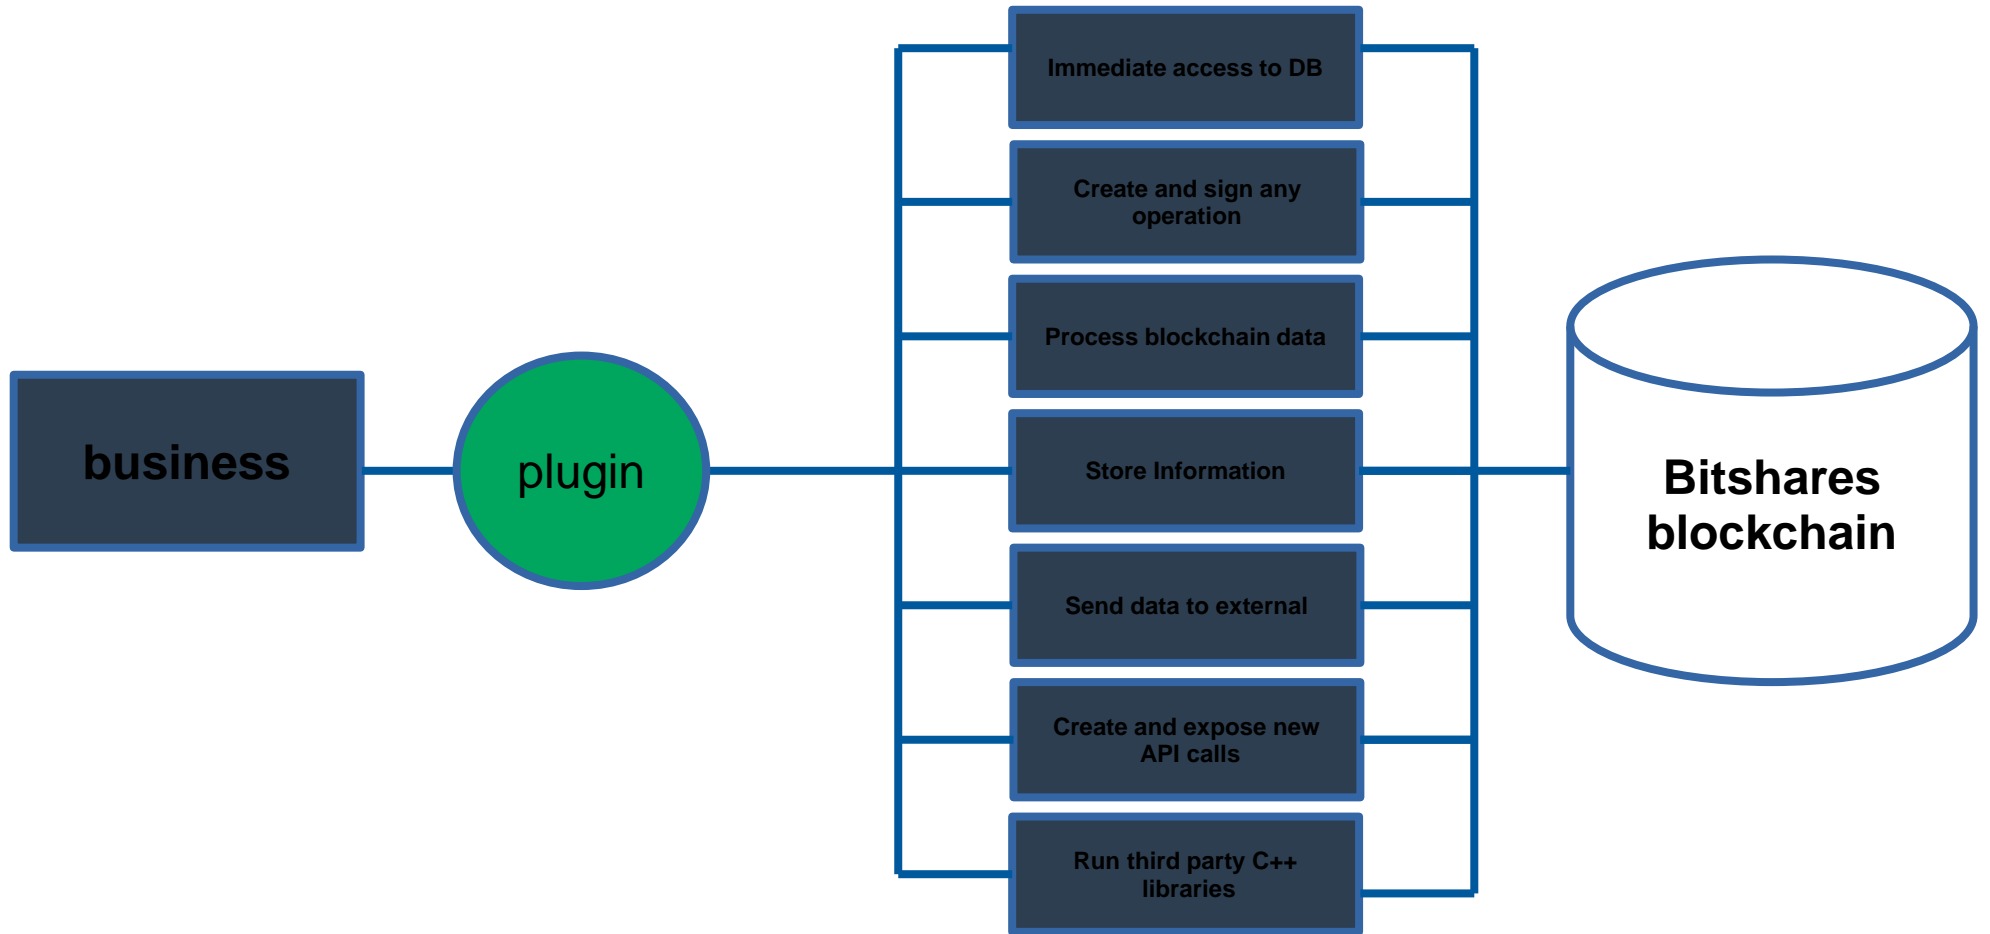 business
plugin
Immediate access to DB
Create and sign any
operation
Process blockchain data
Store Information
Send data to external
Create and expose new
API calls
Run third party C++
libraries
Bitshares
blockchain